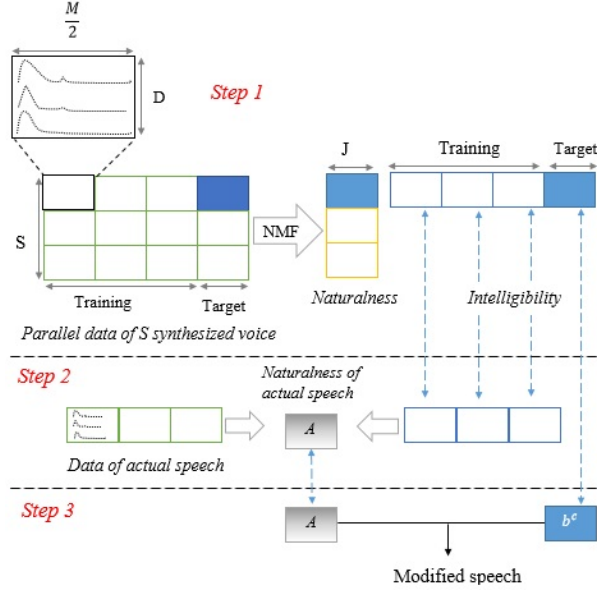 M
2
D
Step 1
J
Training
Target
S
NMF
Training
Target
Naturalness
Intelligibility
Parallel data of S synthesized voice
Step 2
Naturalness of
actual speech
A
Data of actual speech
Step 3
A
b^c
Modified speech